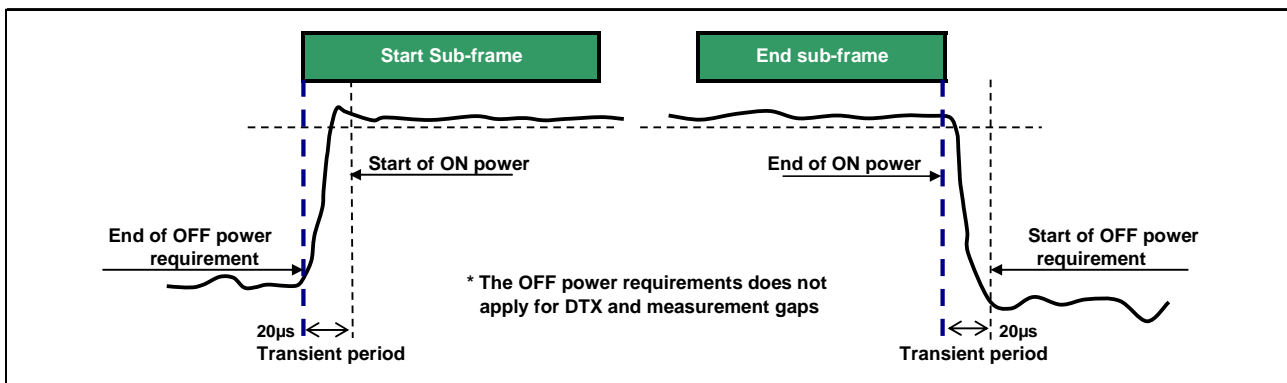 Start Sub-frame
End sub-frame
Start of ON power
End of ON power
End of OFF power
requirement
Start of OFF power
requirement
* The OFF power requirements does not
apply for DTX and measurement gaps
20µs
Transient period
20µs
Transient period